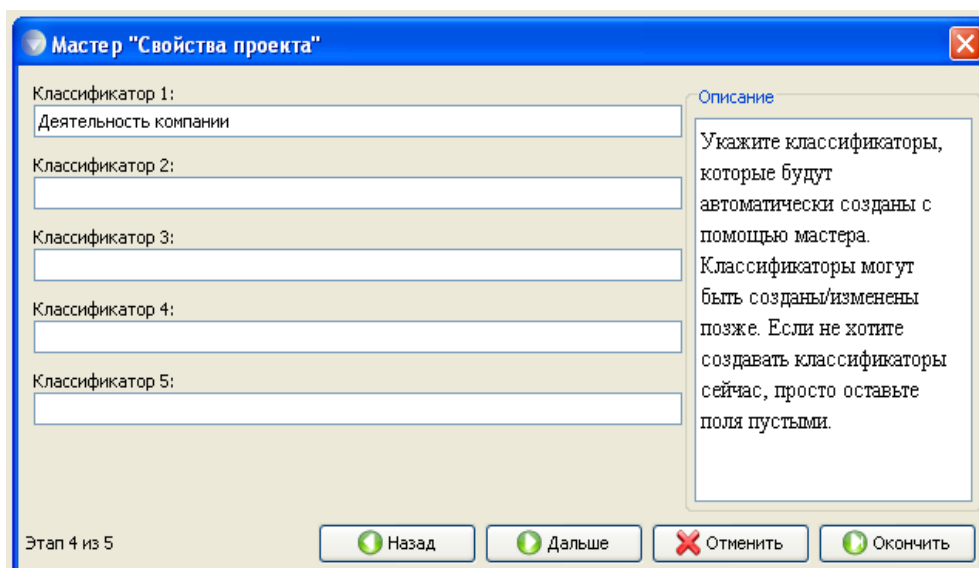 Мастер "Свойства проекта"
Классификатор 1:
Деятельность компании
Классификатор 2:
Классификатор 3:
Классификатор 4:
Классификатор 5:
Описание
Укажите классификаторы,
которые будут
автоматически созданы с
помощью мастера.
Классификаторы могут
быть созданы/изменены
позже. Если не хотите
создавать классификаторы
сейчас, просто оставьте
поля пустыми.
Этап 4 из 5
Назад
Дальше
Отменить
Окончить